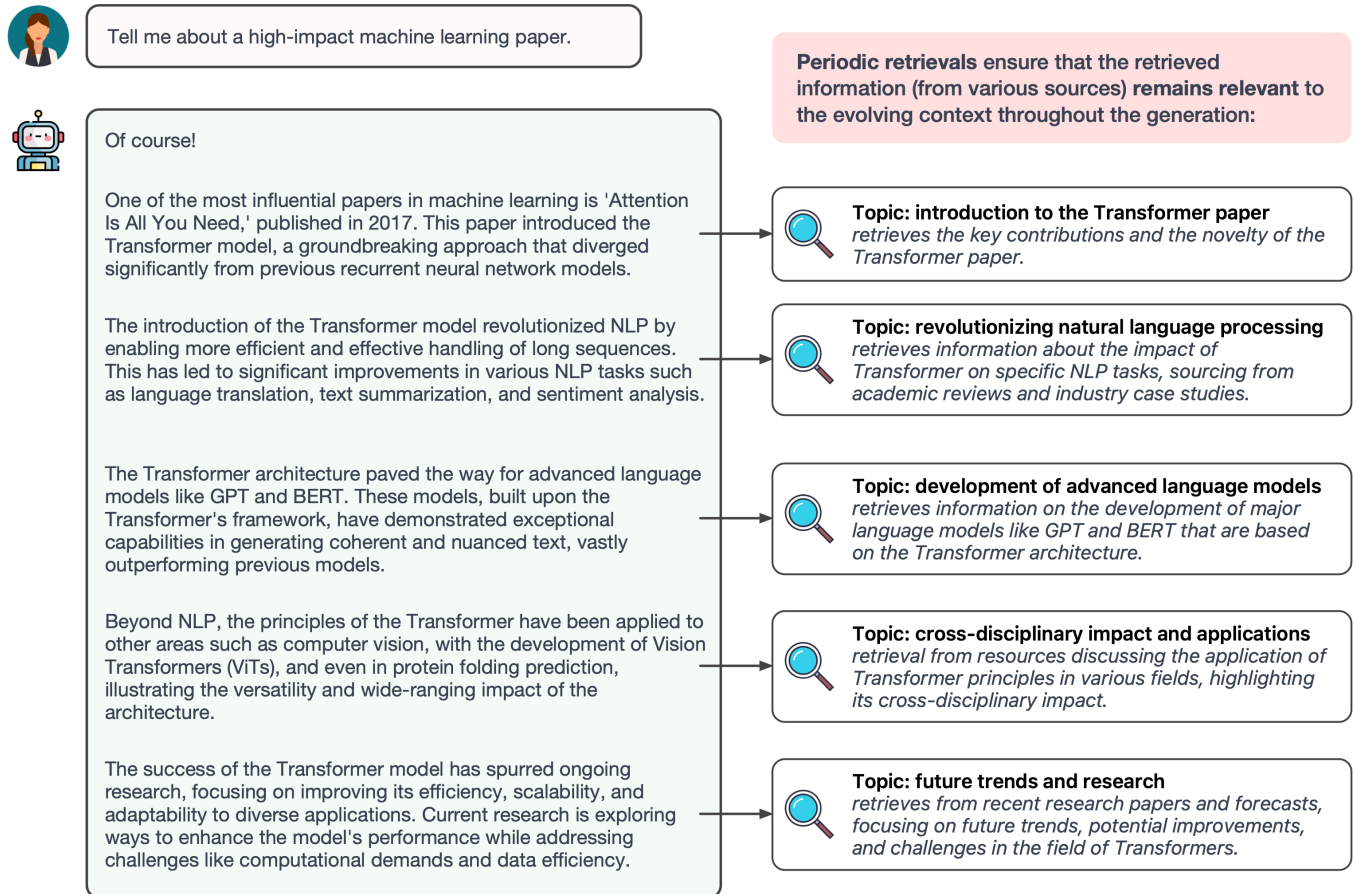 Tell me about a high-impact machine learning paper.
Periodic retrievals ensure that the retrieved
information (from various sources) remains relevant to
the evolving context throughout the generation:
Of course!
One of the most influential papers in machine learning is 'Attention
Is All You Need,' published in 2017. This paper introduced the
Transformer model, a groundbreaking approach that diverged
significantly from previous recurrent neural network models.
Topic: introduction to the Transformer paper
retrieves the key contributions and the novelty of the
Transformer paper.
The introduction of the Transformer model revolutionized NLP by
enabling more efficient and effective handling of long sequences.
This has led to significant improvements in various NLP tasks such
as language translation, text summarization, and sentiment analysis.
Topic: revolutionizing natural language processing
retrieves information about the impact of
Transformer on specific NLP tasks, sourcing from
academic reviews and industry case studies.
The Transformer architecture paved the way for advanced language
models like GPT and BERT. These models, built upon the
Transformer's framework, have demonstrated exceptional
capabilities in generating coherent and nuanced text, vastly
outperforming previous models.
Topic: development of advanced language models
retrieves information on the development of major
language models like GPT and BERT that are based
on the Transformer architecture.
Beyond NLP, the principles of the Transformer have been applied to
other areas such as computer vision, with the development of Vision
Transformers (ViTs), and even in protein folding prediction,
illustrating the versatility and wide-ranging impact of the
architecture.
Topic: cross-disciplinary impact and applications
retrieval from resources discussing the application of
Transformer principles in various fields, highlighting
its cross-disciplinary impact.
The success of the Transformer model has spurred ongoing
research, focusing on improving its efficiency, scalability, and
adaptability to diverse applications. Current research is exploring
ways to enhance the model's performance while addressing
challenges like computational demands and data efficiency.
Topic: future trends and research
retrieves from recent research papers and forecasts,
focusing on future trends, potential improvements,
and challenges in the field of Transformers.